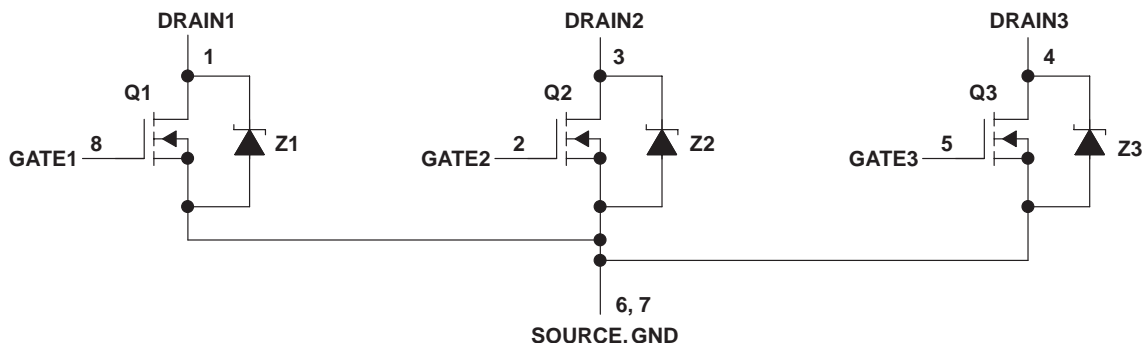 DRAIN1 DRAIN2 DRAIN3
1 3 4
Q1 Q2 Q3
Z1 Z2 Z3
GATE1 8 GATE2 2 GATE3 5
6, 7
SOURCE, GND